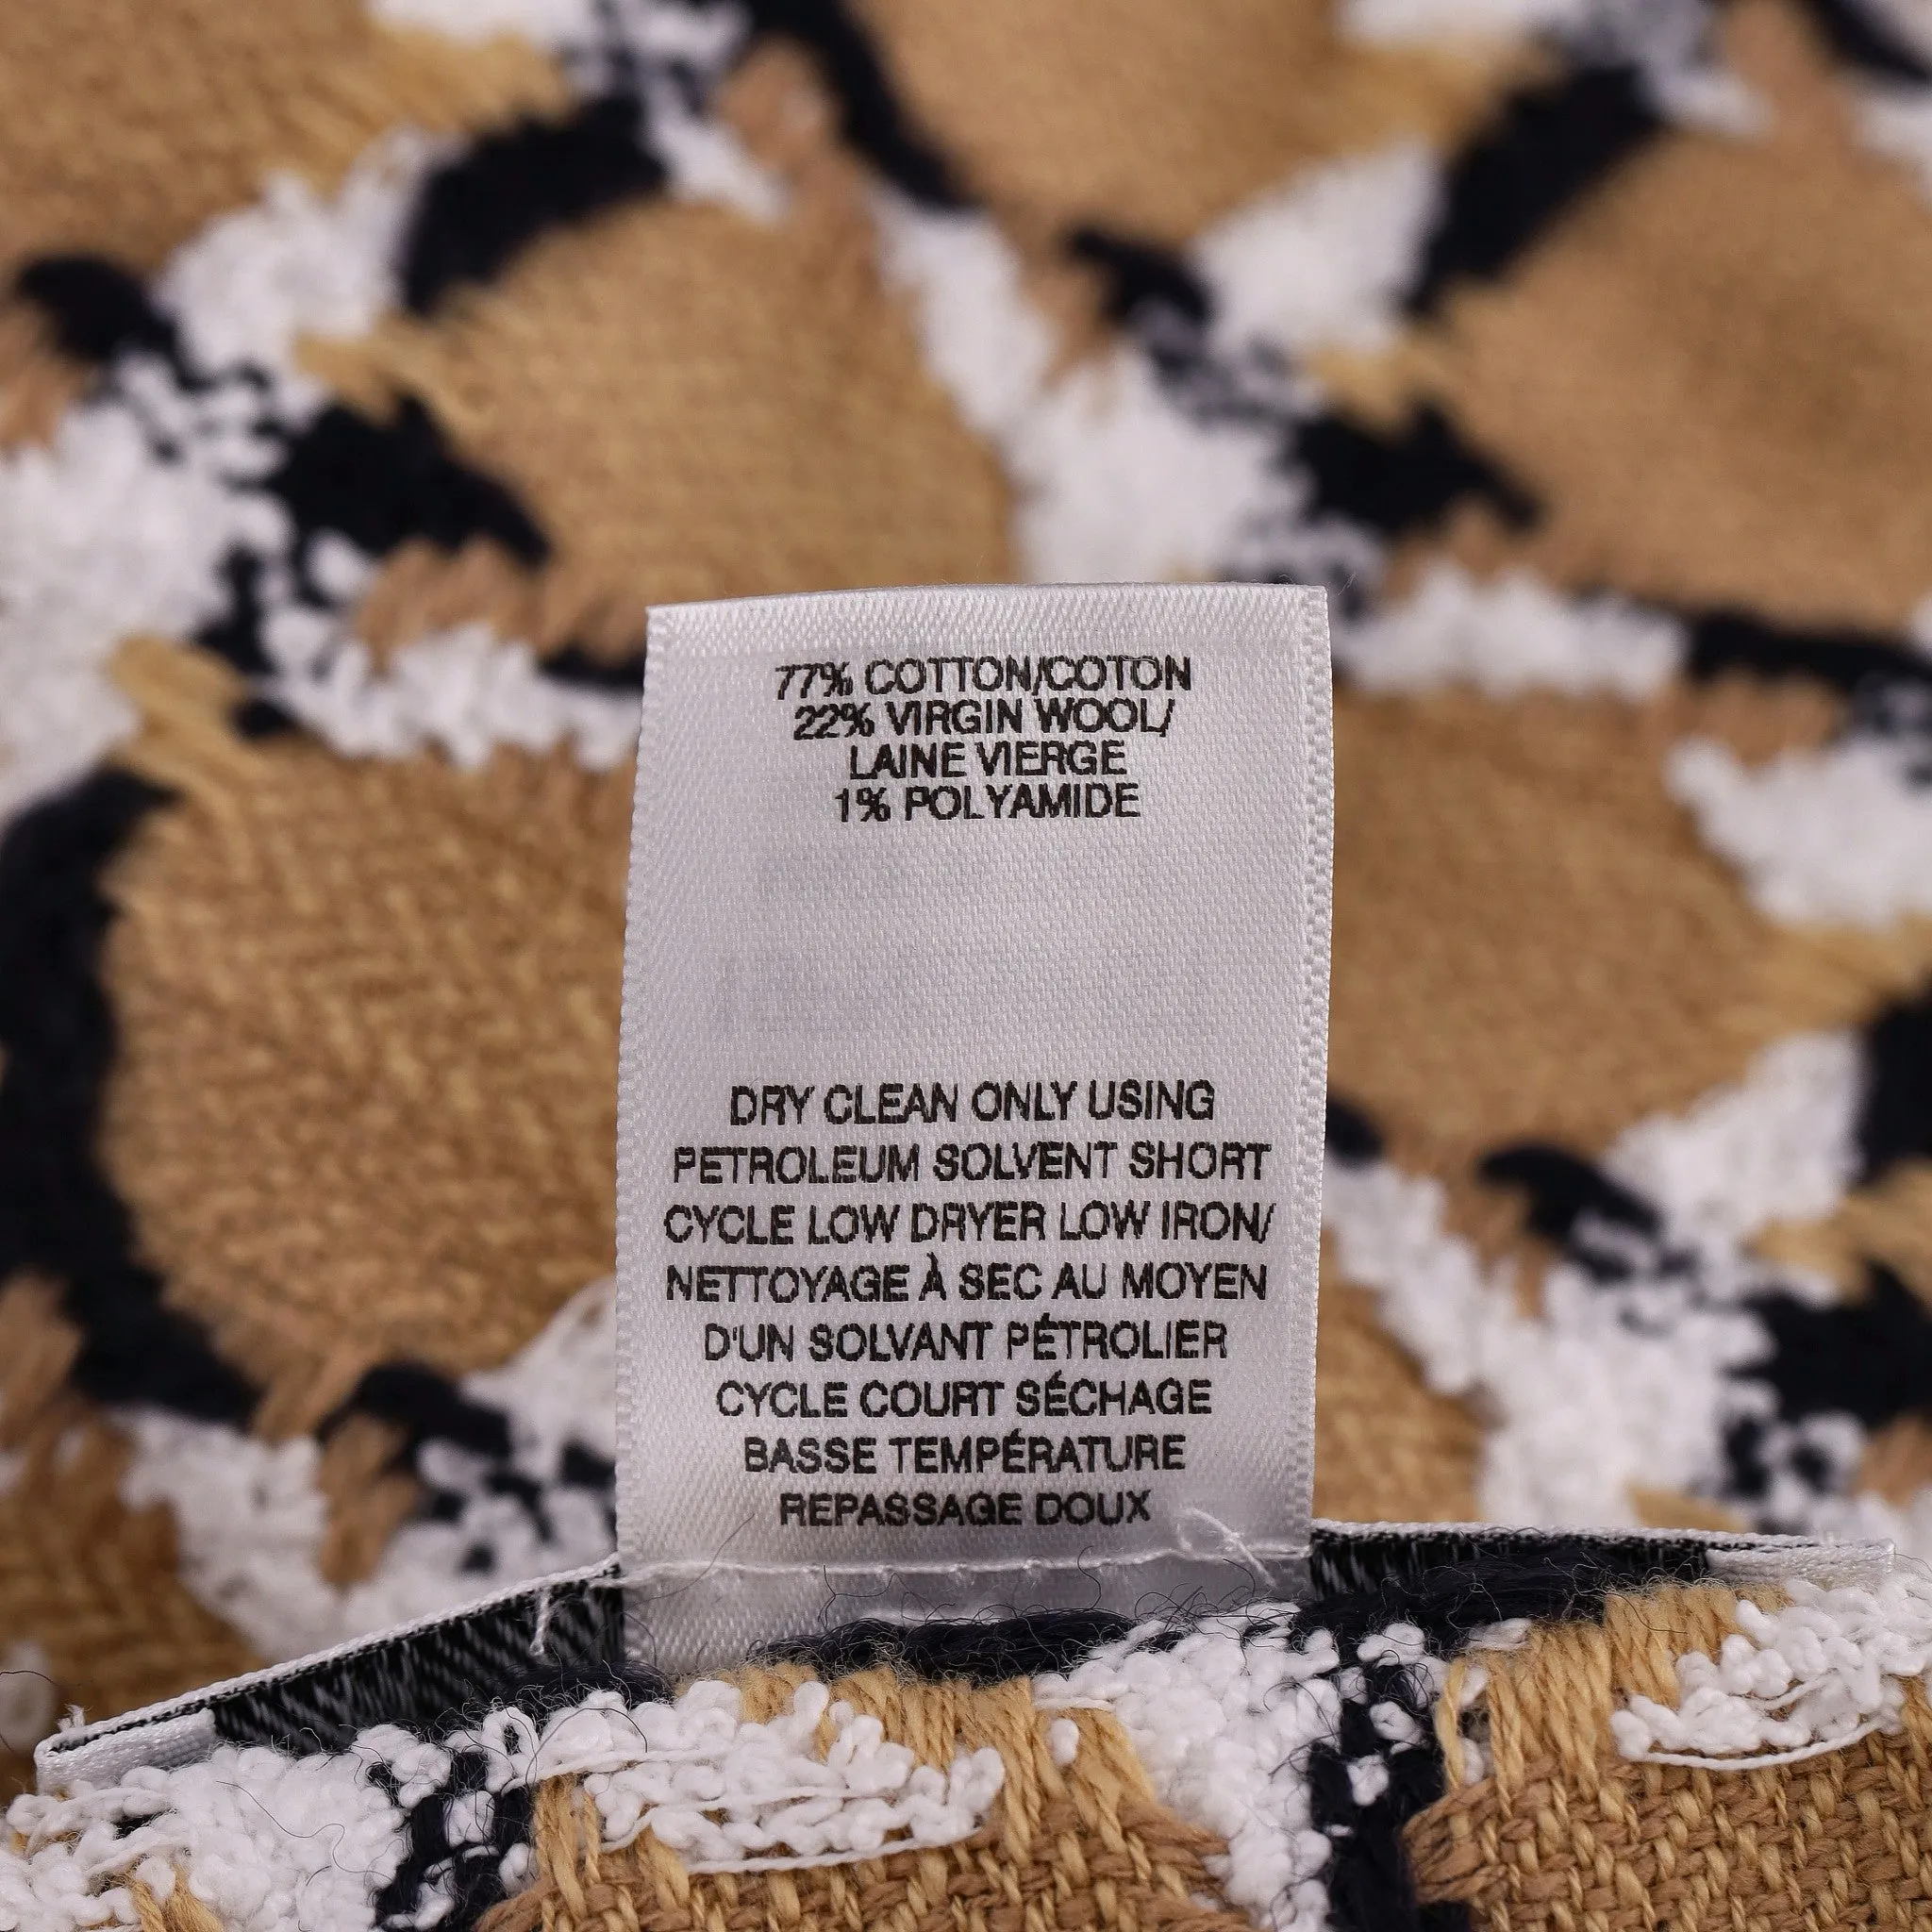 77% COTTON/COTON
22% VIRGIN WOOL/
LAINE VIERGE
1% POLYAMIDE
DRY CLEAN ONLY USING
PETROLEUM SOLVENT SHORT
CYCLE LOW DRYER LOW IRON/
NETTOYAGE À SEC AU MOYEN
D'UN SOLVANT PÉTROLIER
CYCLE COURT SÉCHAGE
BASSE TEMPÉRATURE
REPASSAGE DOUX